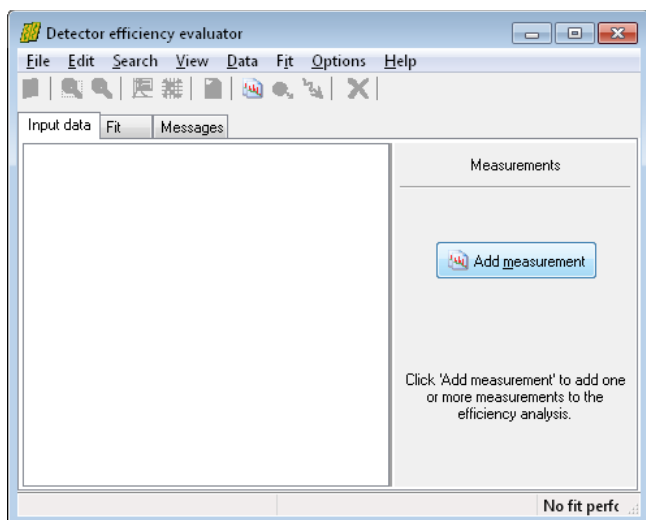 Detector efficiency evaluator
File Edit Search View Data Fit Options Help
Input data Fit Messages
Measurements
Add measurement
Click 'Add measurement' to add one
or more measurements to the
efficiency analysis.
No fit perfc